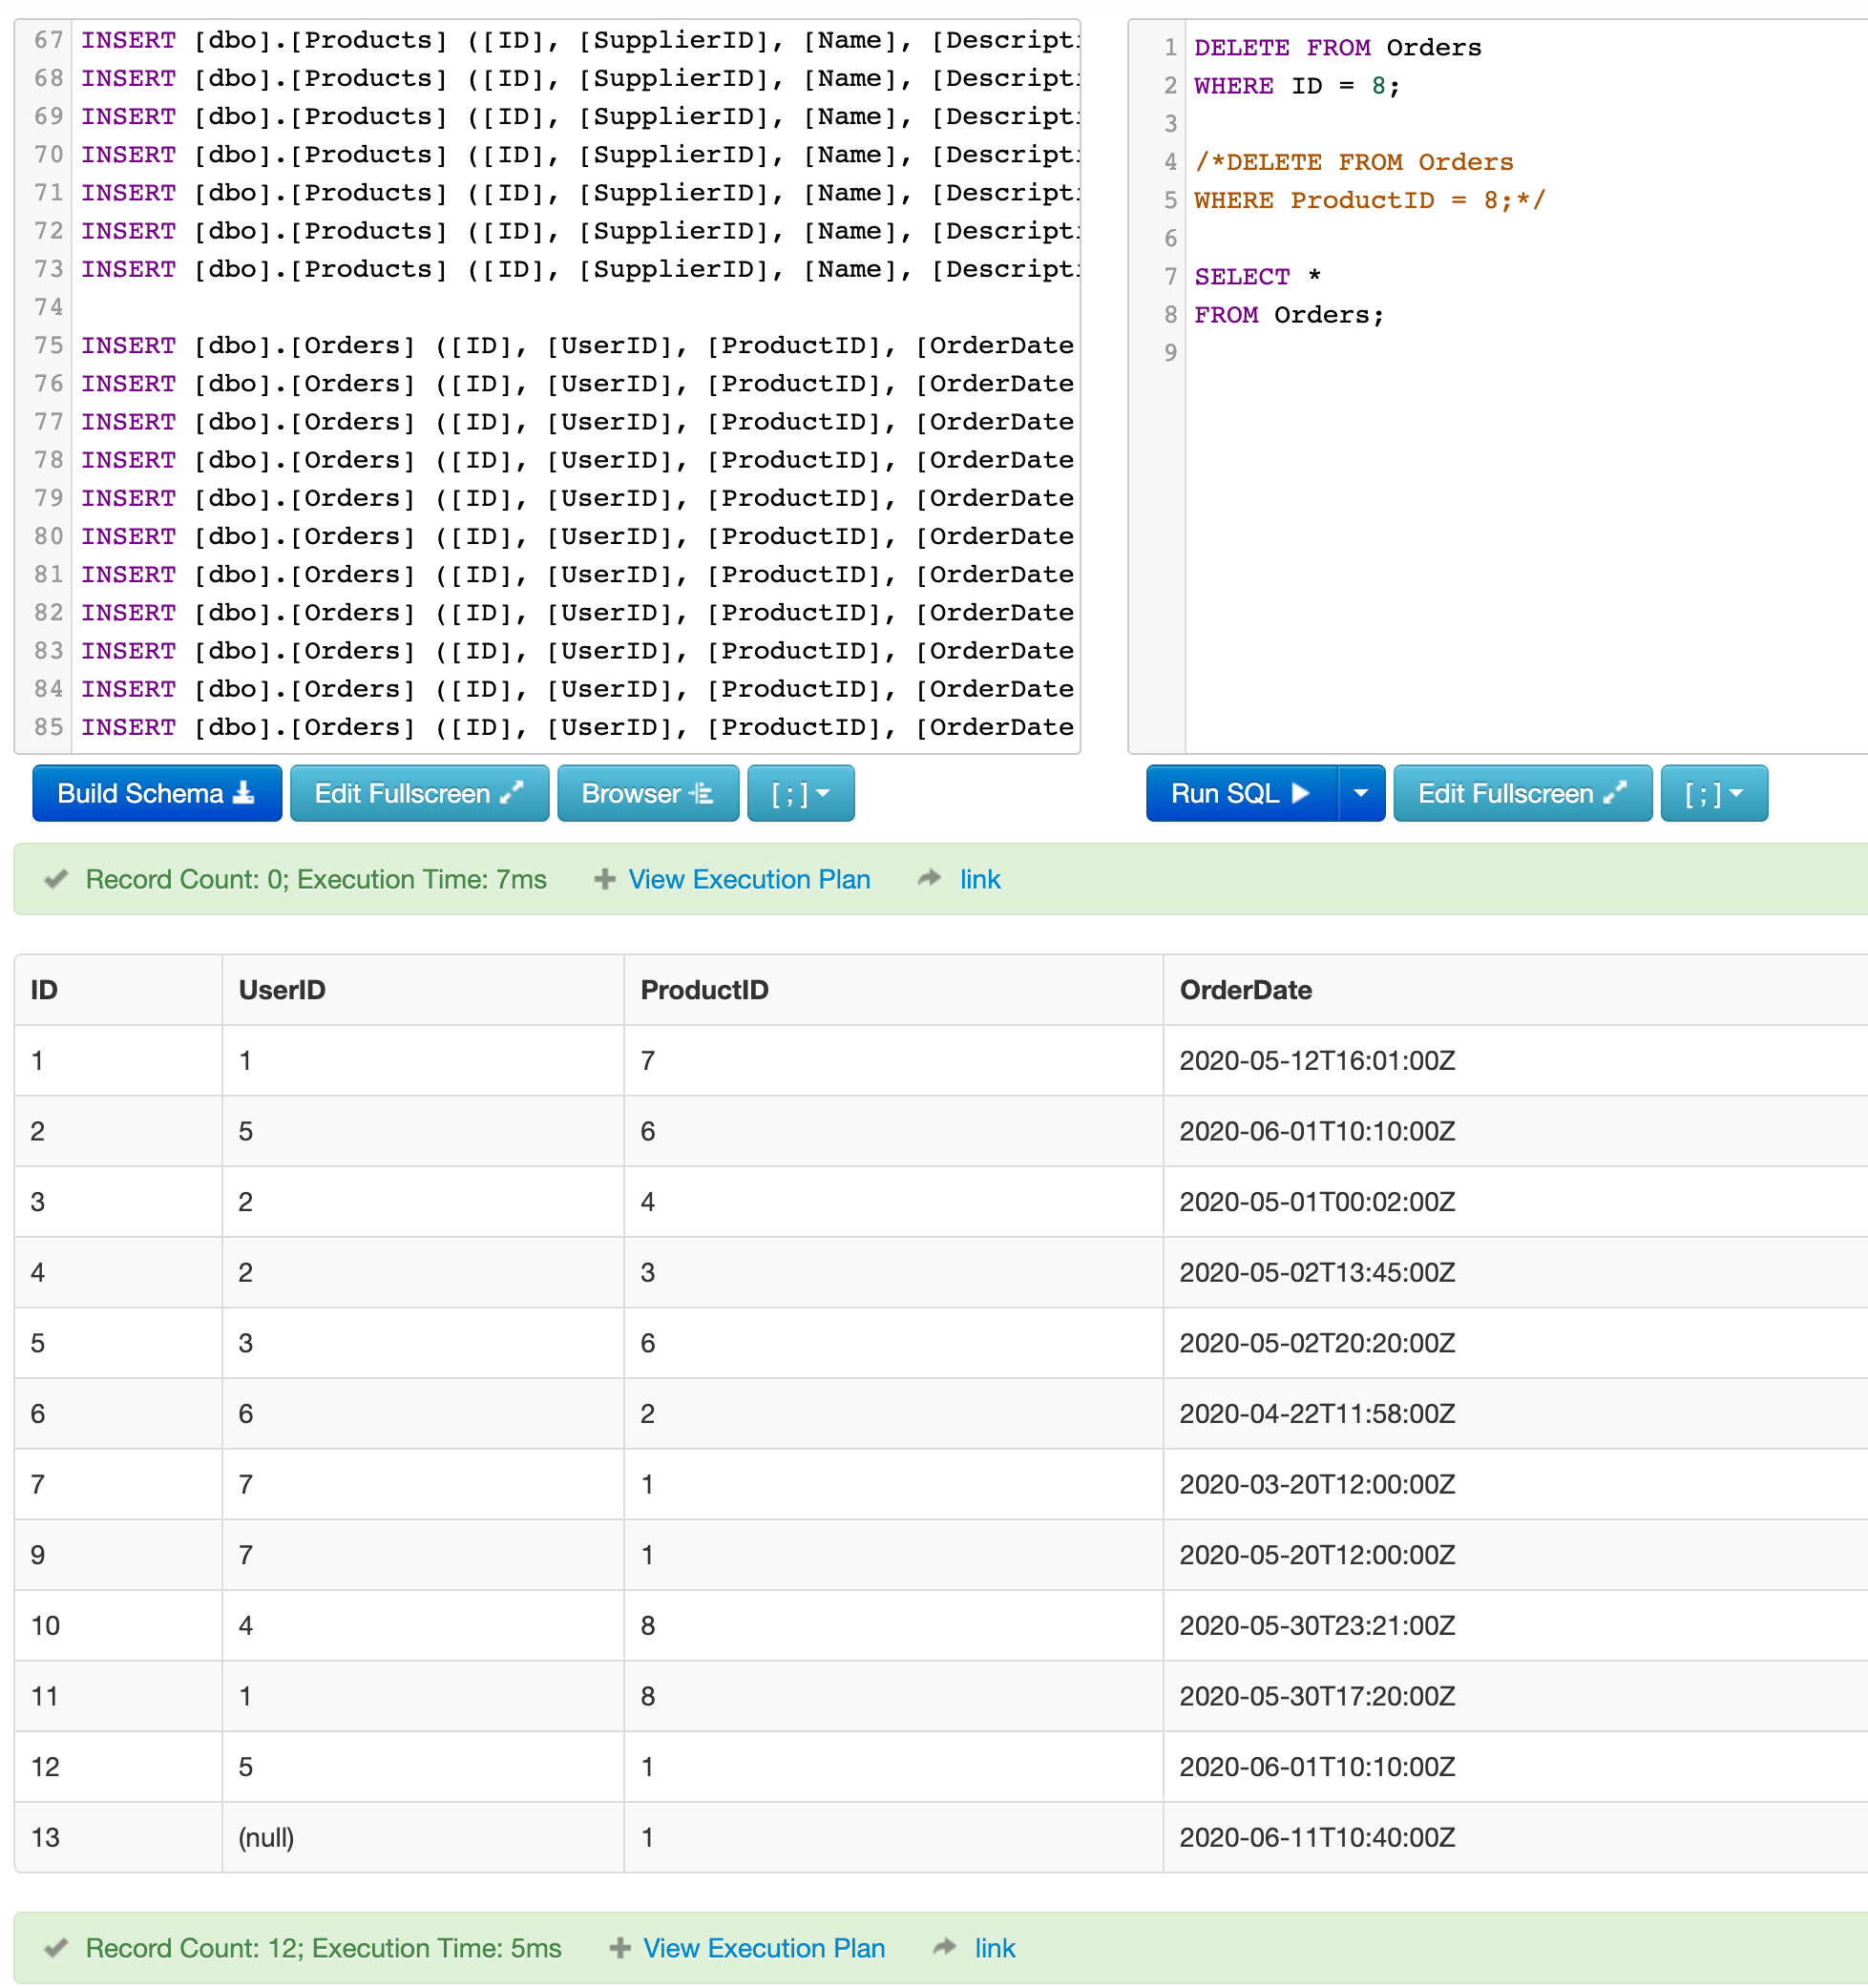 67 INSERT [dbo].[Products] ([ID], [SupplierID], [Name], [Descript
68 INSERT [dbo].[Products] ([ID], [SupplierID], [Name], [Descript
69 INSERT [dbo].[Products] ([ID], [SupplierID], [Name], [Descript
70 INSERT [dbo].[Products] ([ID], [SupplierID], [Name], [Descript
71 INSERT [dbo].[Products] ([ID], [SupplierID], [Name], [Descript
72 INSERT [dbo].[Products] ([ID], [SupplierID], [Name], [Descript
73 INSERT [dbo].[Products] ([ID], [SupplierID], [Name], [Descript
74
75 INSERT [dbo].[Orders] ([ID], [UserID], [ProductID], [OrderDate
76 INSERT [dbo].[Orders] ([ID], [UserID], [ProductID], [OrderDate
77 INSERT [dbo].[Orders] ([ID], [UserID], [ProductID], [OrderDate
78 INSERT [dbo].[Orders] ([ID], [UserID], [ProductID], [OrderDate
79 INSERT [dbo].[Orders] ([ID], [UserID], [ProductID], [OrderDate
80 INSERT [dbo].[Orders] ([ID], [UserID], [ProductID], [OrderDate
81 INSERT [dbo].[Orders] ([ID], [UserID], [ProductID], [OrderDate
82 INSERT [dbo].[Orders] ([ID], [UserID], [ProductID], [OrderDate
83 INSERT [dbo].[Orders] ([ID], [UserID], [ProductID], [OrderDate
84 INSERT [dbo].[Orders] ([ID], [UserID], [ProductID], [OrderDate
85 INSERT [dbo].[Orders] ([ID], [UserID], [ProductID], [OrderDate
1 DELETE FROM Orders
2 WHERE ID = 8;
3
4 /*DELETE FROM Orders
5 WHERE ProductID = 8;*/
6
7 SELECT *
8 FROM Orders;
9
Build Schema Edit Fullscreen Browser [ ; ]
Run SQL Edit Fullscreen [ ; ]
Record Count: 0; Execution Time: 7ms View Execution Plan link
ID UserID ProductID OrderDate
1 1 7 2020-05-12T16:01:00Z
2 5 6 2020-06-01T10:10:00Z
3 2 4 2020-05-01T00:02:00Z
4 2 3 2020-05-02T13:45:00Z
5 3 6 2020-05-02T20:20:00Z
6 6 2 2020-04-22T11:58:00Z
7 7 1 2020-03-20T12:00:00Z
9 7 1 2020-05-20T12:00:00Z
10 4 8 2020-05-30T23:21:00Z
11 1 8 2020-05-30T17:20:00Z
12 5 1 2020-06-01T10:10:00Z
13 (null) 1 2020-06-11T10:40:00Z
Record Count: 12; Execution Time: 5ms View Execution Plan link